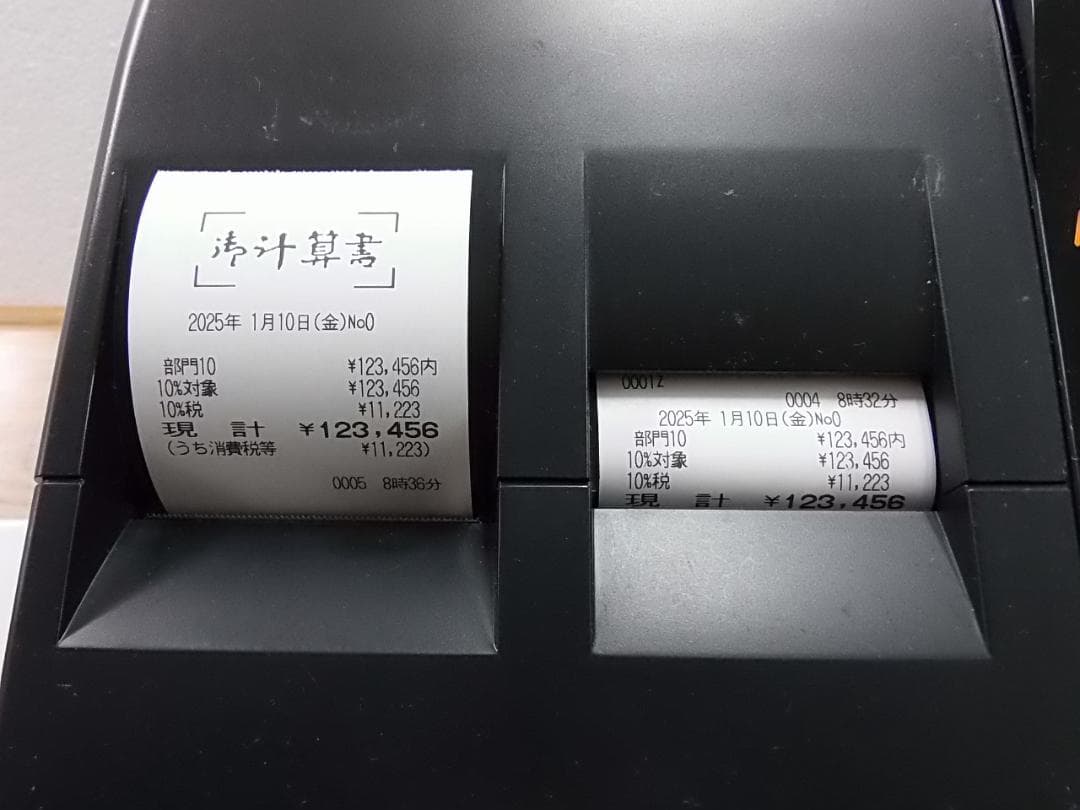 御計算書
2025年 1月10日(金)No0
部門10 ¥123,456内
10%対象 ¥123,456
10%税 ¥11,223
現 計 ¥123,456
(うち消費税等 ¥11,223)
0005 8時36分
0001Z
0004 8時32分
2025年 1月10日(金)No0
部門10 ¥123,456内
10%対象 ¥123,456
10%税 ¥11,223
現 計 ¥123,456